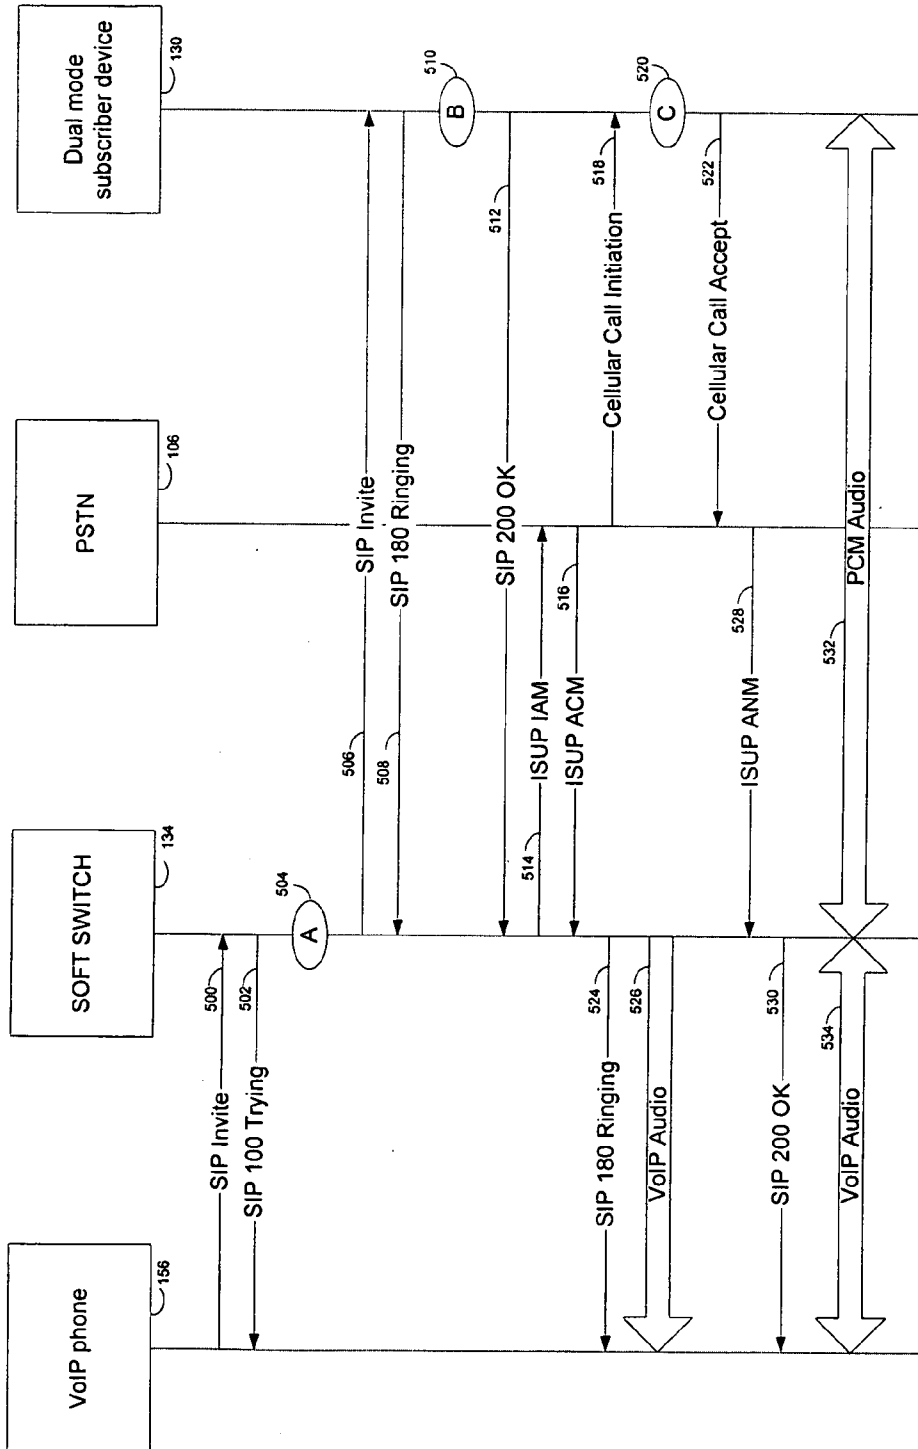 VoIP phone
156
SOFT SWITCH
134
PSTN
106
Dual mode
subscriber device
130
SIP Invite
500
SIP 100 Trying
502
A
504
SIP Invite
506
SIP 180 Ringing
508
B
510
SIP 200 OK
512
ISUP IAM
514
ISUP ACM
516
Cellular Call Initiation
518
C
520
SIP 180 Ringing
524
VoIP Audio
526
Cellular Call Accept
522
ISUP ANM
528
SIP 200 OK
530
VoIP Audio
534
PCM Audio
532